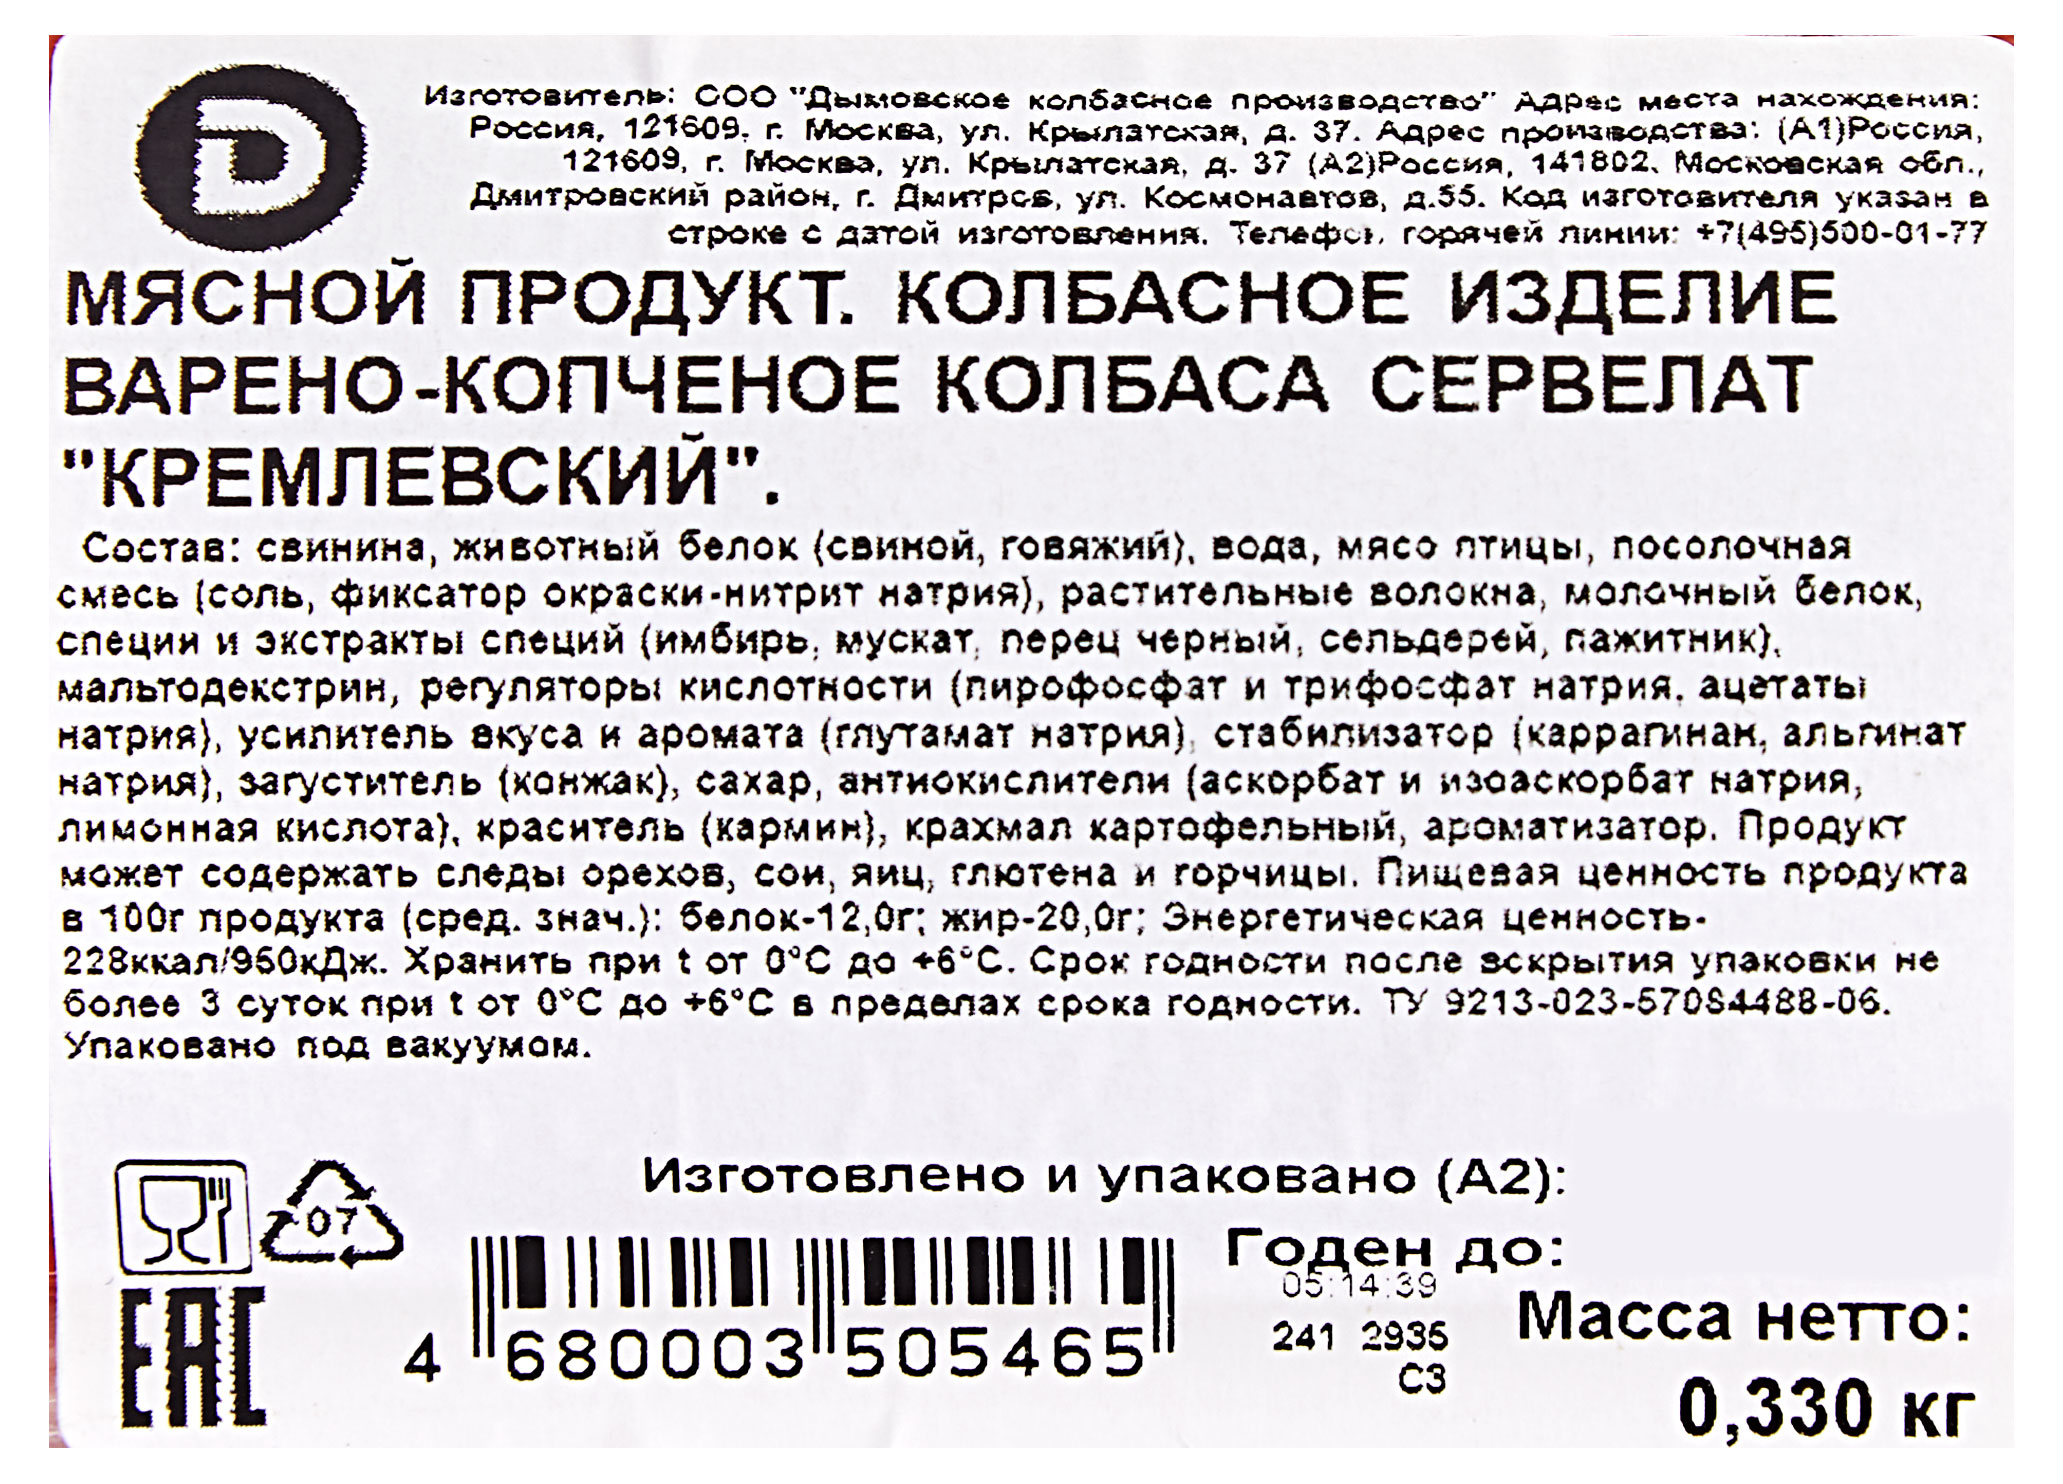 Изготовитель: ООО "Дымовское колбасное производство" Адрес места нахождения:
Россия, 121609, г. Москва, ул. Крылатская, д. 37. Адрес производства: (А1)Россия,
121609, г. Москва, ул. Крылатская, д. 37 (А2)Россия, 141802, Московская обл.,
Дмитровский район, г. Дмитров, ул. Космонавтов, д.55. Код изготовителя указан в
строке с датой изготовления. Телефон горячей линии: +7(495)500-01-77
МЯСНОЙ ПРОДУКТ. КОЛБАСНОЕ ИЗДЕЛИЕ
ВАРЕНО-КОПЧЕНОЕ КОЛБАСА СЕРВЕЛАТ
"КРЕМЛЕВСКИЙ".
Состав: свинина, животный белок (свиной, говяжий), вода, мясо птицы, посолочная
смесь (соль, фиксатор окраски-нитрит натрия), растительные волокна, молочный белок,
специи и экстракты специй (имбирь, мускат, перец черный, сельдерей, пажитник),
мальтодекстрин, регуляторы кислотности (пирофосфат и трифосфат натрия, ацетаты
натрия), усилитель вкуса и аромата (глутамат натрия), стабилизатор (каррагинан, альгинат
натрия), загуститель (конжак), сахар, антиокислители (аскорбат и изоаскорбат натрия,
лимонная кислота), краситель (кармин), крахмал картофельный, ароматизатор. Продукт
может содержать следы орехов, сои, яиц, глютена и горчицы. Пищевая ценность продукта
в 100г продукта (сред. знач.): белок-12,0г; жир-20,0г; Энергетическая ценность-
228ккал/950кДж. Хранить при t от 0°С до +6°С. Срок годности после вскрытия упаковки не
более 3 суток при t от 0°С до +6°С в пределах срока годности. ТУ 9213-023-57084488-06.
Упаковано под вакуумом.
07
Изготовлено и упаковано (А2):
Годен до:
05:14:39
241 2935
С3
Масса нетто:
0,330 кг
EAC
4 680003 505465